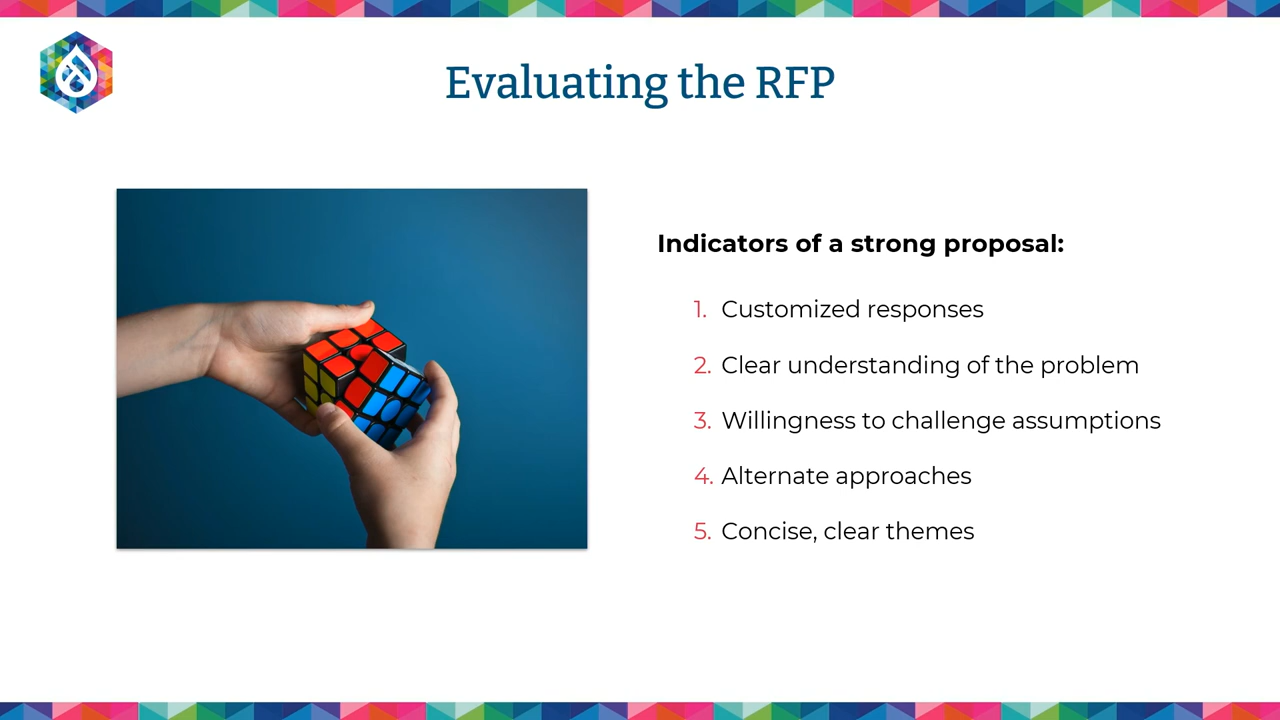 Evaluating the RFP
Indicators of a strong proposal:
1. Customized responses
2. Clear understanding of the problem
3. Willingness to challenge assumptions
4. Alternate approaches
5. Concise, clear themes